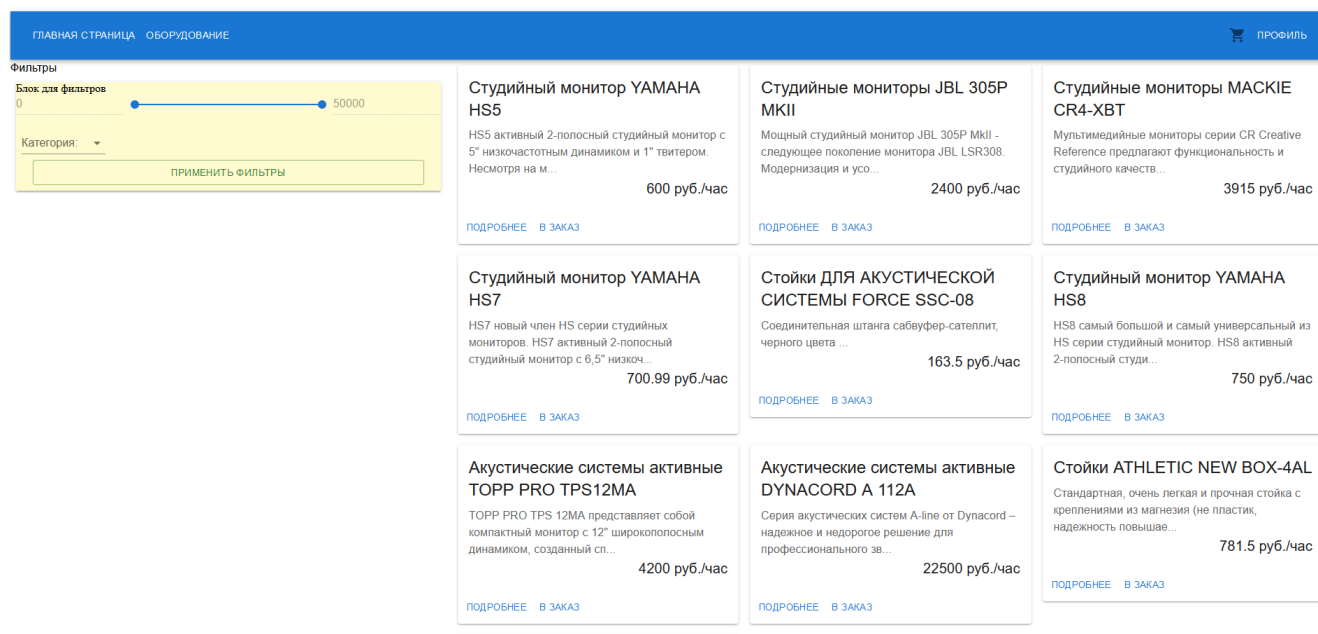 ГЛАВНАЯ СТРАНИЦА ОБОРУДОВАНИЕ
ПРОФИЛЬ
Фильтры
Блок для фильтров
0
50000
Категория:
ПРИМЕНИТЬ ФИЛЬТРЫ
Студийный монитор YAMAHA
HS5
HS5 активный 2-полосный студийный монитор с
5" низкочастотным динамиком и 1" твитером.
Несмотря на м...
600 руб./час
ПОДРОБНЕЕ В ЗАКАЗ
Студийные мониторы JBL 305P
MKII
Мощный студийный монитор JBL 305P MkII -
следующее поколение монитора JBL LSR308.
Модернизация и усо...
2400 руб./час
ПОДРОБНЕЕ В ЗАКАЗ
Студийные мониторы MACKIE
CR4-XBT
Мультимедийные мониторы серии CR Creative
Reference предлагают функциональность и
студийного качеств...
3915 руб./час
ПОДРОБНЕЕ В ЗАКАЗ
Студийный монитор YAMAHA
HS7
HS7 новый член HS серии студийных
мониторов. HS7 активный 2-полосный
студийный монитор с 6,5" низкоч...
700.99 руб./час
ПОДРОБНЕЕ В ЗАКАЗ
Стойки ДЛЯ АКУСТИЧЕСКОЙ
СИСТЕМЫ FORCE SSC-08
Соединительная штанга сабвуфер-сателлит,
черного цвета ...
163.5 руб./час
ПОДРОБНЕЕ В ЗАКАЗ
Студийный монитор YAMAHA
HS8
HS8 самый большой и самый универсальный из
HS серии студийный монитор. HS8 активный
2-полосный студи...
750 руб./час
ПОДРОБНЕЕ В ЗАКАЗ
Акустические системы активные
TOPP PRO TPS12MA
TOPP PRO TPS 12MA представляет собой
компактный монитор с 12" широкополосным
динамиком, созданный сп...
4200 руб./час
ПОДРОБНЕЕ В ЗАКАЗ
Акустические системы активные
DYNACORD A 112A
Серия акустических систем A-line от Dynacord –
надежное и недорогое решение для
профессионального зв...
22500 руб./час
ПОДРОБНЕЕ В ЗАКАЗ
Стойки ATHLETIC NEW BOX-4AL
Стандартная, очень легкая и прочная стойка с
креплениями из магнезия (не пластик,
надежность повышае...
781.5 руб./час
ПОДРОБНЕЕ В ЗАКАЗ